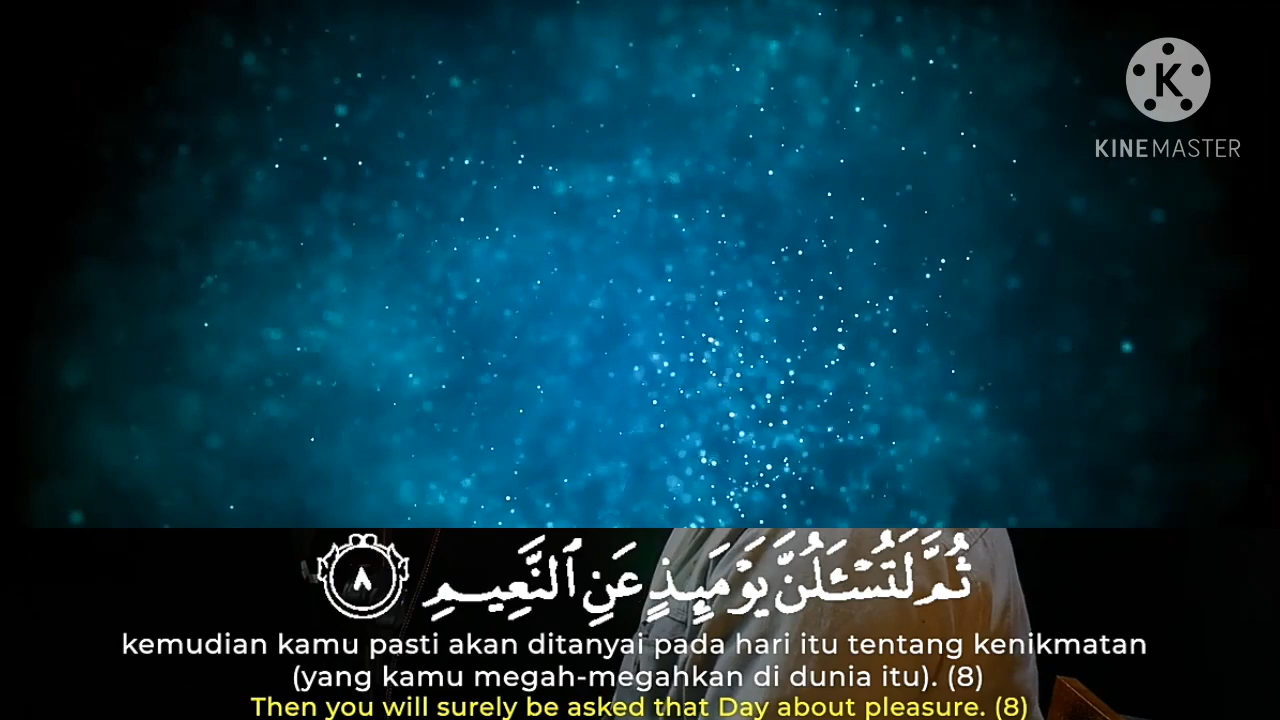 K
KINEMASTER
ثُمَّ لَتُسْـَٔلُنَّ يَوْمَئِذٍ عَنِ ٱلنَّعِيمِ ٨
kemudian kamu pasti akan ditanyai pada hari itu tentang kenikmatan
(yang kamu megah-megahkan di dunia itu). (8)
Then you will surely be asked that Day about pleasure. (8)